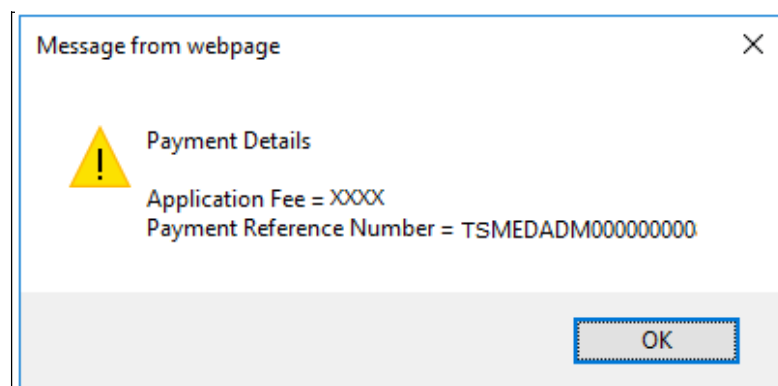 Message from webpage
Payment Details
Application Fee = XXXX
Payment Reference Number = TSMEDADM000000000
OK